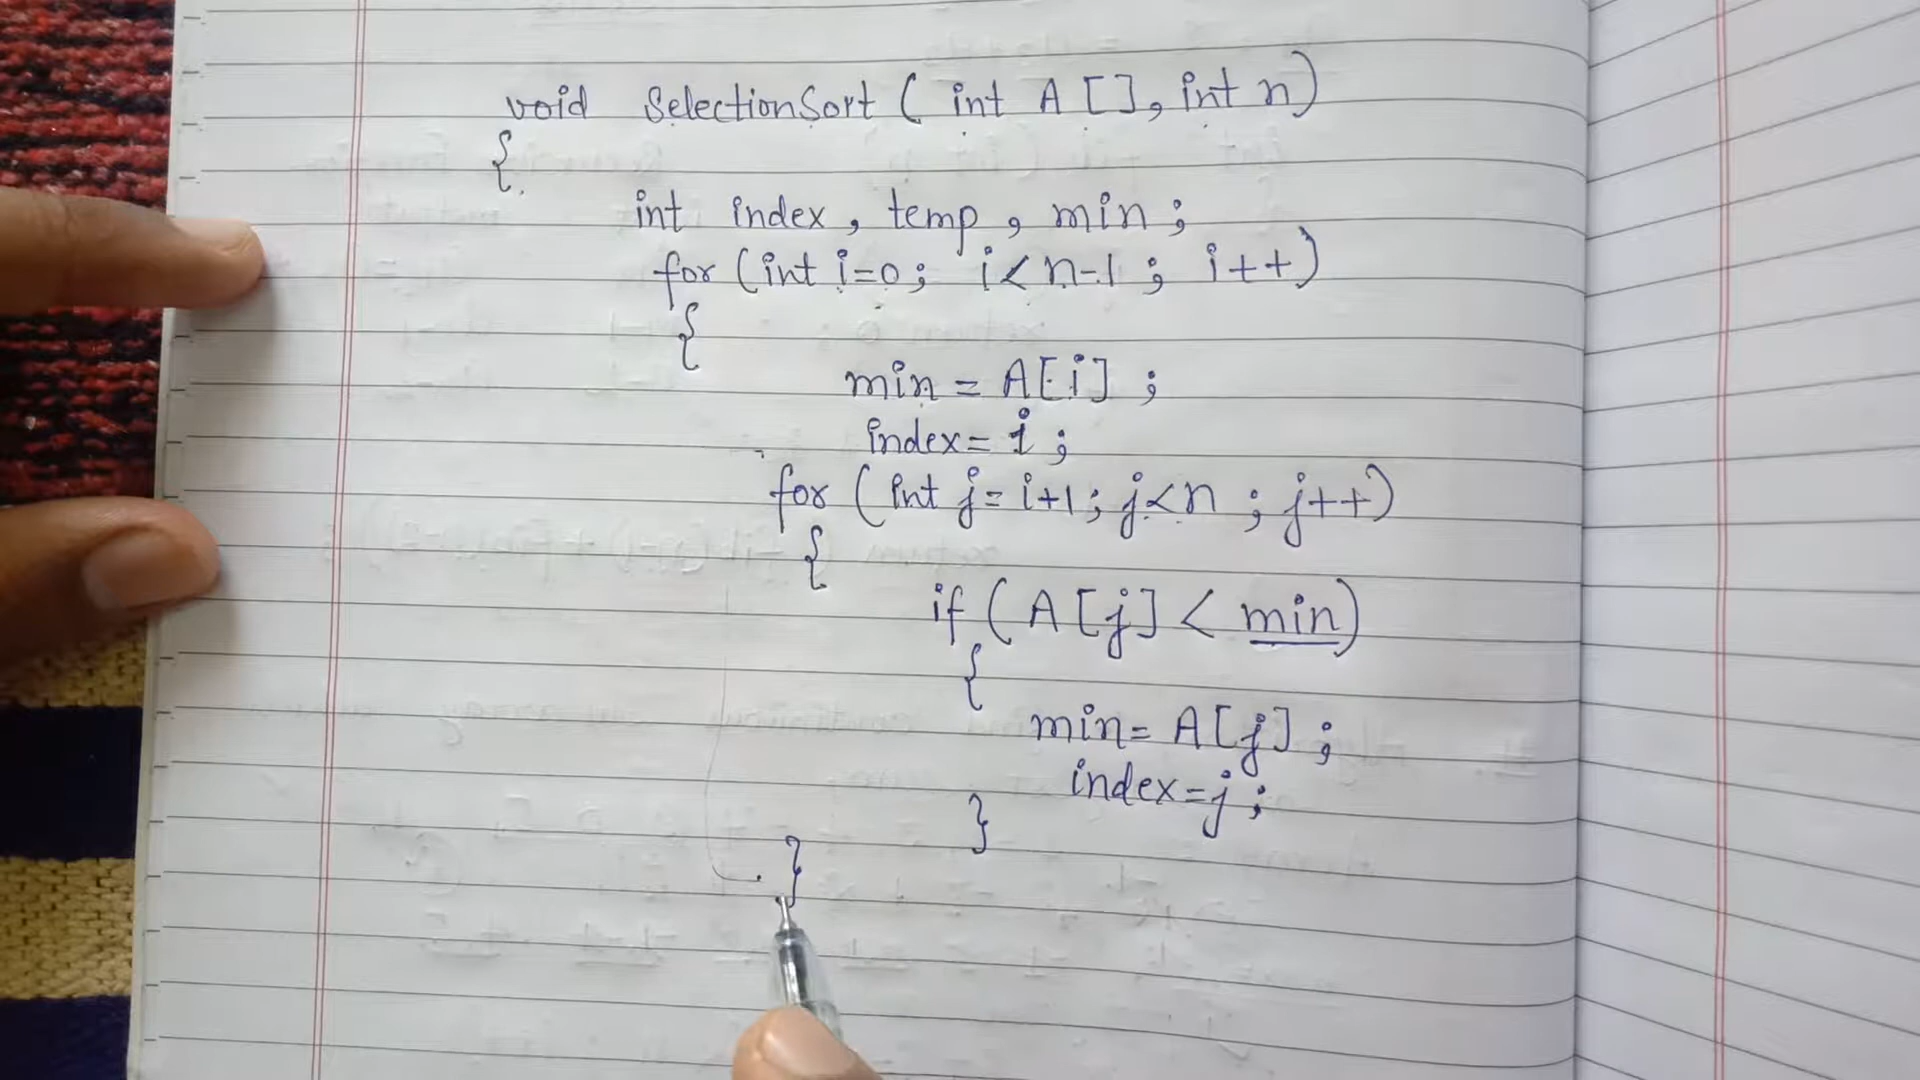 void SelectionSort ( int A [ ], int n)
{
int index, temp, min;
for (int i=0; i<n-1; i++)
{
min = A[i];
index= i;
for (int j= i+1; j<n; j++)
{
if (A[j] < min)
{
min= A[j];
index=j;
}
}